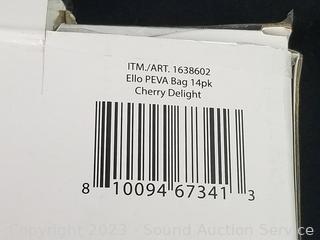 ITM./ART. 1638602
Ello PEVA Bag 14pk
Cherry Delight
8 10094 67341 3
Copyright 2023 - Sound Auction Service